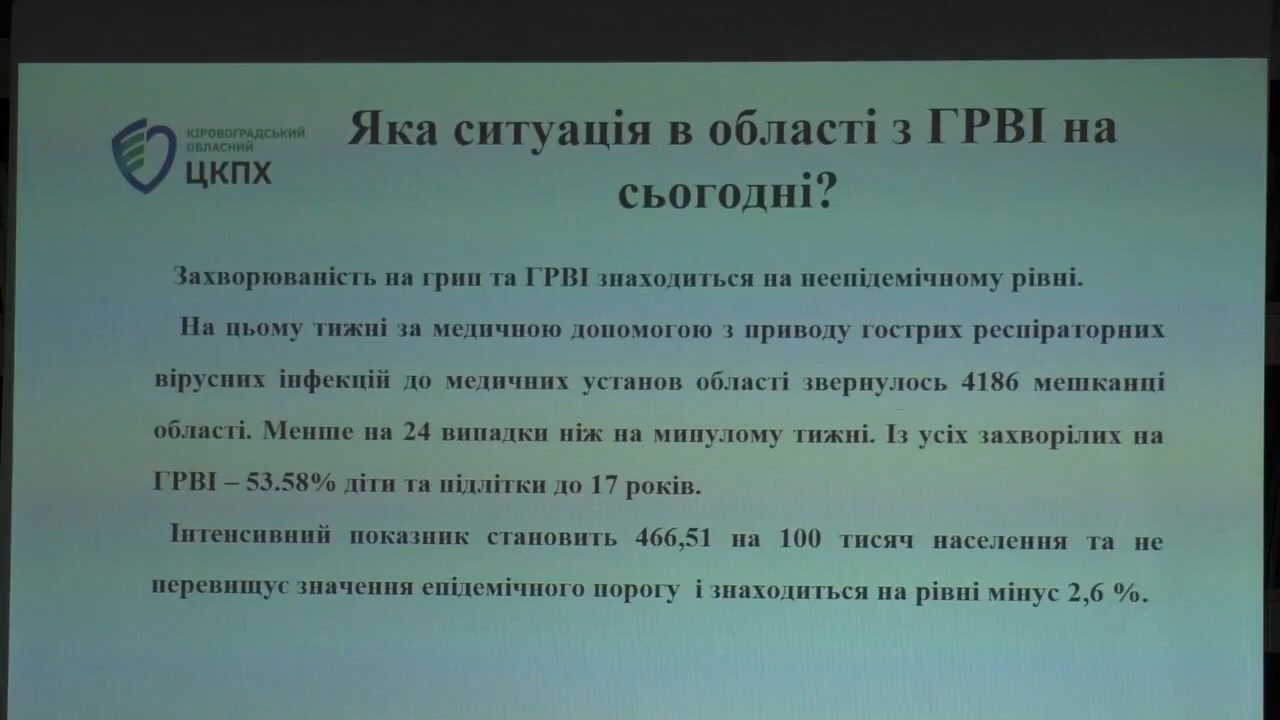 КІРОВОГРАДСЬКИЙ
ОБЛАСНИЙ
ЦКПХ
Яка ситуація в області з ГРВІ на
сьогодні?
Захворюваність на грип та ГРВІ знаходиться на неепідемічному рівні.
На цьому тижні за медичною допомогою з приводу гострих респіраторних
вірусних інфекцій до медичних установ області звернулось 4186 мешканці
області. Менше на 24 випадки ніж на минулому тижні. Із усіх захворілих на
ГРВІ – 53.58% діти та підлітки до 17 років.
Інтенсивний показник становить 466,51 на 100 тисяч населення та не
перевищує значення епідемічного порогу і знаходиться на рівні мінус 2,6 %.